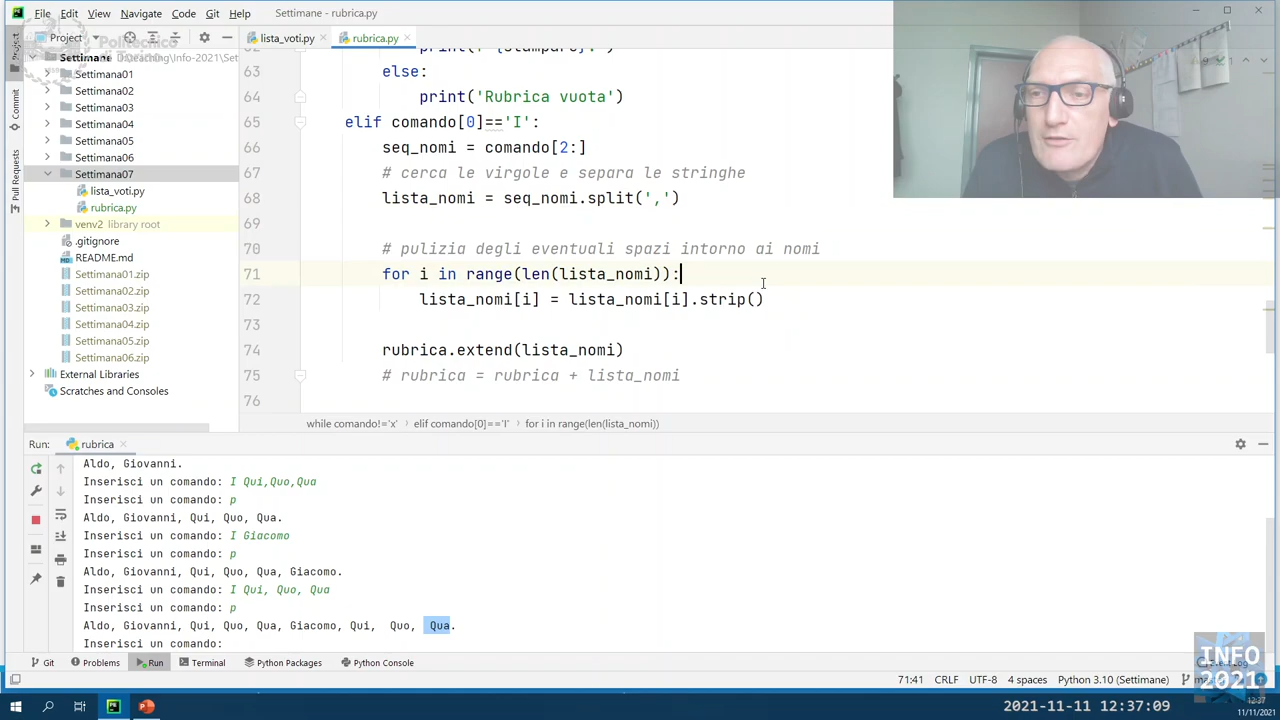 File Edit View Navigate Code Git Help Settimane - rubrica.py
Project lista_voti.py rubrica.py
Politecnico
Project
Commit
Pull Requests
Settimane
Settimana01
Settimana02
Settimana03
Settimana04
Settimana05
Settimana06
Settimana07
lista_voti.py
rubrica.py
venv2 library root
.gitignore
README.md
Settimana01.zip
Settimana02.zip
Settimana03.zip
Settimana04.zip
Settimana05.zip
Settimana06.zip
External Libraries
Scratches and Consoles
63 else:
64 print('Rubrica vuota')
65 elif comando[0]=='I':
66 seq_nomi = comando[2:]
67 # cerca le virgole e separa le stringhe
68 lista_nomi = seq_nomi.split(',')
69
70 # pulizia degli eventuali spazi intorno ai nomi
71 for i in range(len(lista_nomi)):
72 lista_nomi[i] = lista_nomi[i].strip()
73
74 rubrica.extend(lista_nomi)
75 # rubrica = rubrica + lista_nomi
76
while comando!='x' elif comando[0]=='I' for i in range(len(lista_nomi))
Run: rubrica
Aldo, Giovanni.
Inserisci un comando: I Qui,Quo,Qua
Inserisci un comando: p
Aldo, Giovanni, Qui, Quo, Qua.
Inserisci un comando: I Giacomo
Inserisci un comando: p
Aldo, Giovanni, Qui, Quo, Qua, Giacomo.
Inserisci un comando: I Qui, Quo, Qua
Inserisci un comando: p
Aldo, Giovanni, Qui, Quo, Qua, Giacomo, Qui,  Quo,  Qua.
Inserisci un comando:
Git Problems Run Terminal Python Packages Python Console
71:41 CRLF UTF-8 4 spaces Python 3.10 (Settimane)
INFO
2021
2021-11-11 12:37:09
12:37
11/11/2021